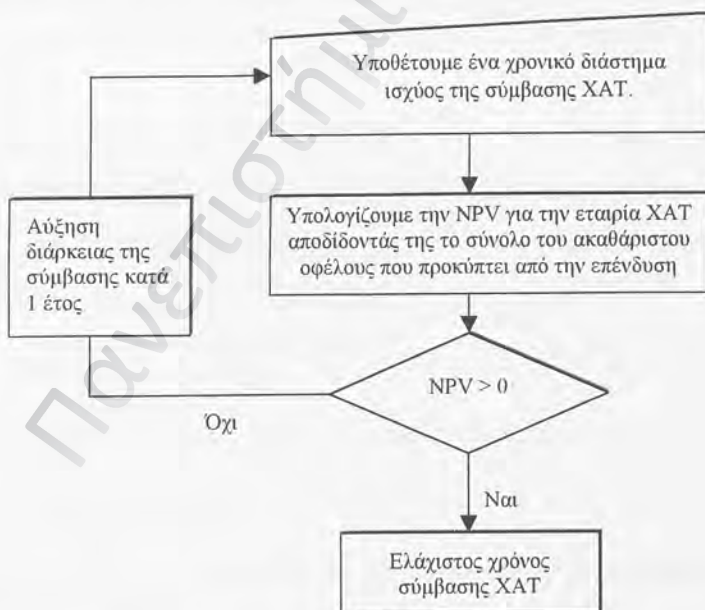 Υποθέτουμε ένα χρονικό διάστημα
ισχύος της σύμβασης ΧΑΤ.
Υπολογίζουμε την NPV για την εταιρία ΧΑΤ
αποδίδοντάς της το σύνολο του ακαθάριστου
οφέλους που προκύπτει από την επένδυση
Αύξηση
διάρκειας της
σύμβασης κατά
1 έτος
NPV > 0
Όχι
Ναι
Ελάχιστος χρόνος
σύμβασης ΧΑΤ
Πανεπιστήμι